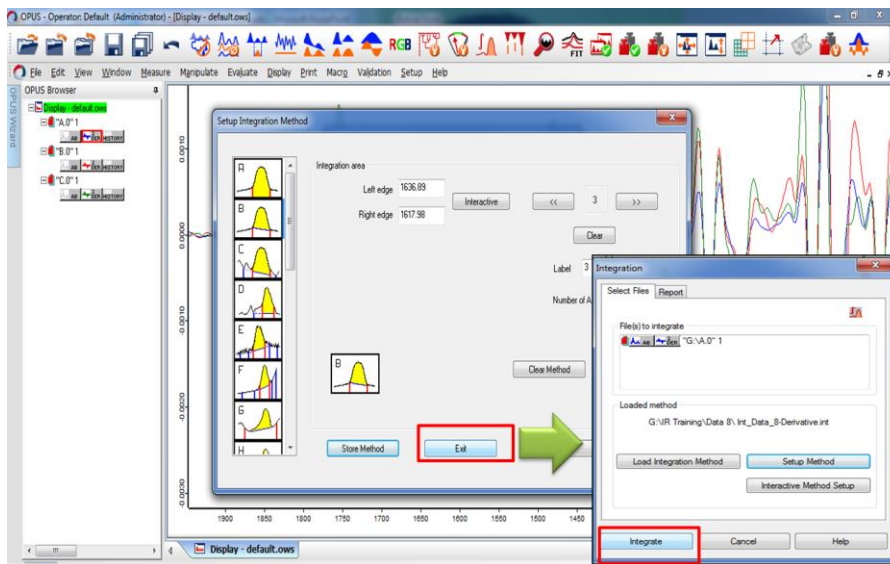 OPUS - Operator: Default (Administrator) - [Display - default.ows]
RGB
FIT
File Edit View Window Measure Manipulate Evaluate Display Print Macro Validation Setup Help
OPUS Wizard
OPUS Browser
Display - default.ows
"A.0" 1
AB DER HISTORY
"B.0" 1
AB DER HISTORY
"C.0" 1
AB DER HISTORY
0.0010
0.0000
-0.0010
-0.0020
-0.0030
1900 1850 1800 1750 1700 1650 1600 1550 1500 1450
Display - default.ows
Setup Integration Method
A
B
C
D
E
F
G
H
Integration area
Left edge 1636.89
Right edge 1617.98
Interactive
<< 3 >>
Clear
Label 3
Number of A
B
Clear Method
Store Method
Exit
Integration
Select Files Report
File(s) to integrate
AB DER "G:\A.0" 1
Loaded method
G:\IR Training\Data 8\ Int_Data_8-Derivative.int
Load Integration Method
Setup Method
Interactive Method Setup
Integrate
Cancel
Help